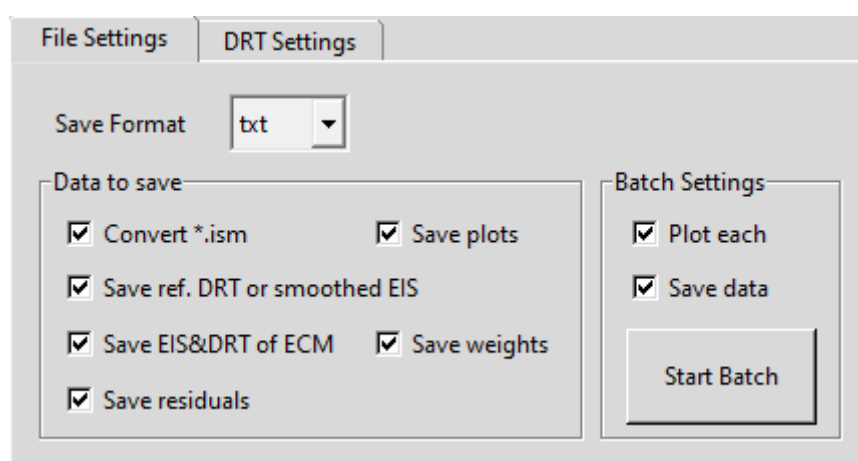 File Settings DRT Settings
Save Format txt
Data to save Batch Settings
Convert *.ism Save plots Plot each
Save ref. DRT or smoothed EIS Save data
Save EIS&DRT of ECM Save weights
Start Batch
Save residuals